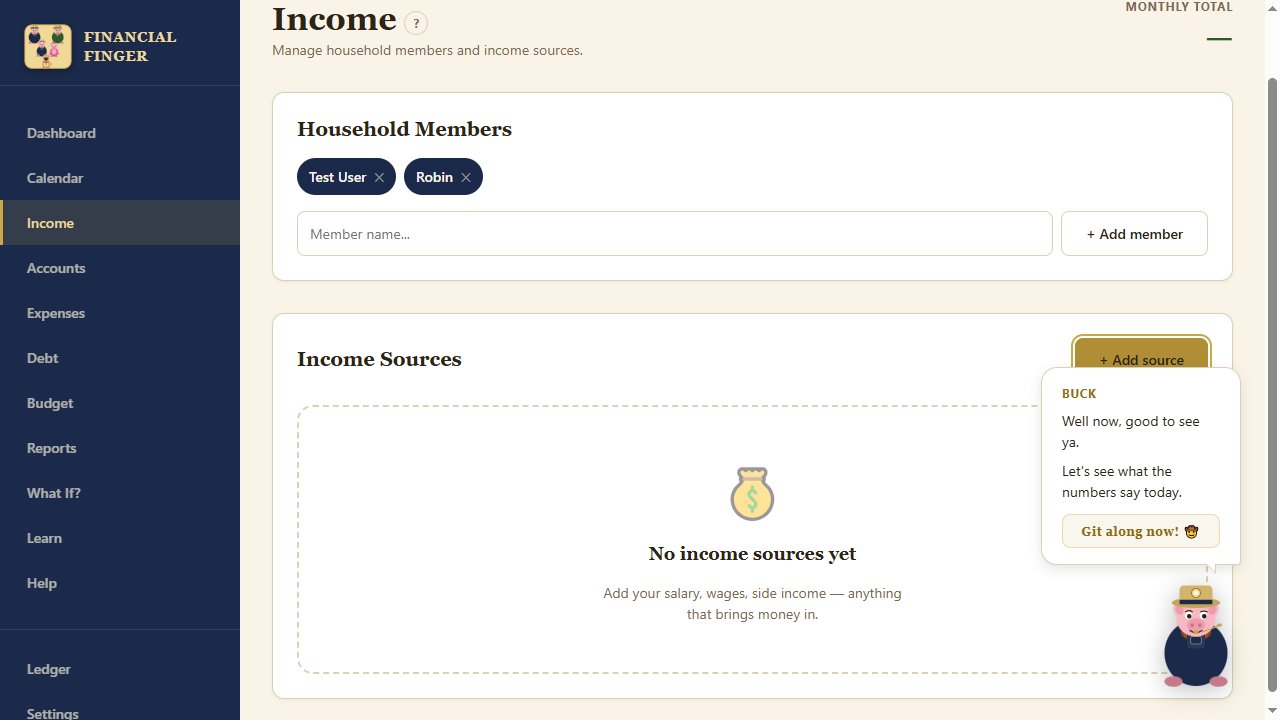 FINANCIAL
FINGER
Dashboard
Calendar
Income
Accounts
Expenses
Debt
Budget
Reports
What If?
Learn
Help
Ledger
Settings
Income ?
Manage household members and income sources.
MONTHLY TOTAL
—
Household Members
Test User ×
Robin ×
Member name...
+ Add member
Income Sources
+ Add source
No income sources yet
Add your salary, wages, side income — anything
that brings money in.
BUCK
Well now, good to see
ya.
Let's see what the
numbers say today.
Git along now! 🤠